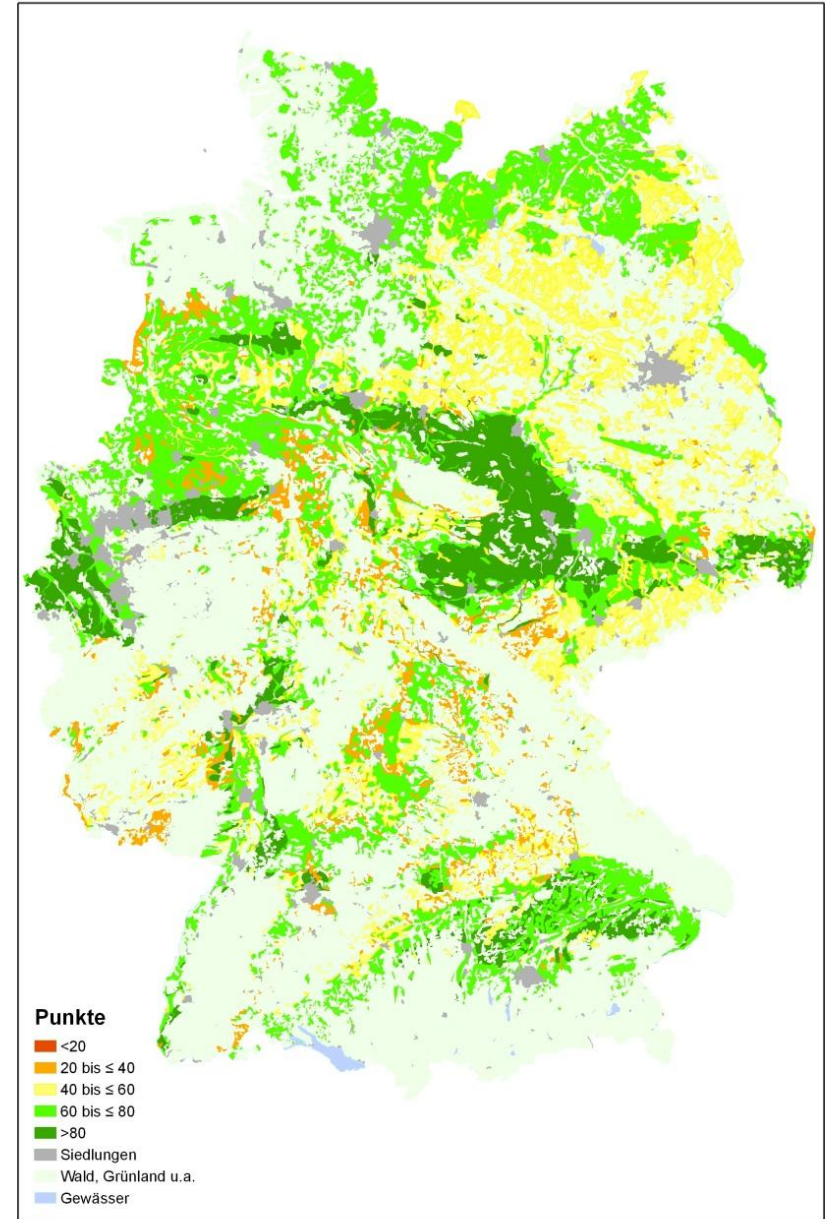 Punkte
<20
20 bis ≤ 40
40 bis ≤ 60
60 bis ≤ 80
>80
Siedlungen
Wald, Grünland u.a.
Gewässer